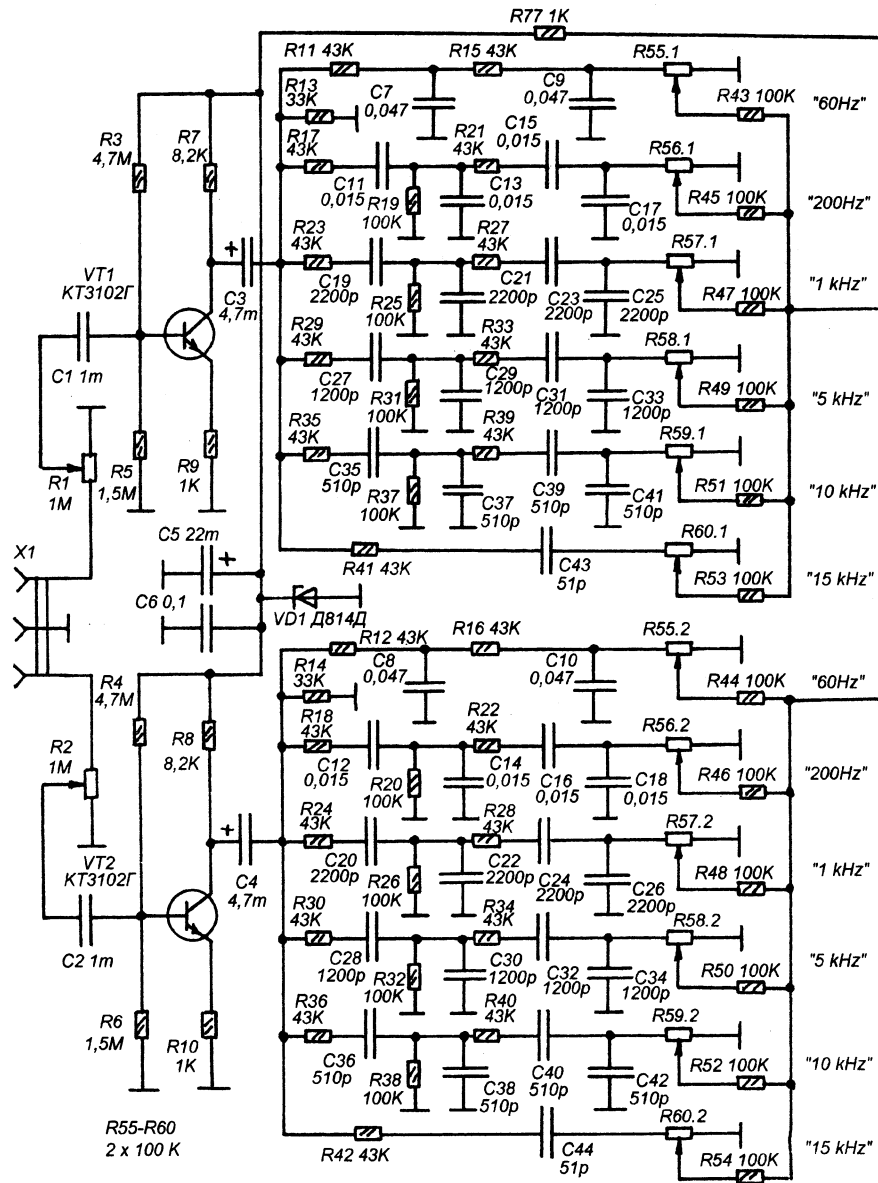 R77 1K
R11 43K
R15 43K
R55.1
R13
33K
C7
0,047
C9
0,047
R43 100K
"60Hz"
R3
4,7M
R7
8,2K
R17
43K
R21
43K
C15
0,015
R56.1
C11
0,015
R19
100K
C13
0,015
C17
0,015
R45 100K
"200Hz"
R23
43K
R27
43K
R57.1
VT1
КТ3102Г
C3
4,7m
C19
2200p
R25
100K
C21
2200p
C23
2200p
C25
2200p
R47 100K
"1 kHz"
R29
43K
R33
43K
R58.1
C1 1m
C27
1200p
R31
100K
C29
1200p
C31
1200p
C33
1200p
R49 100K
"5 kHz"
R35
43K
R39
43K
R59.1
R1
1M
R5
1,5M
R9
1K
C35
510p
R37
100K
C37
510p
C39
510p
C41
510p
R51 100K
"10 kHz"
X1
C5 22m
R41 43K
C43
51p
R60.1
R53 100K
"15 kHz"
C6 0,1
VD1 Д814Д
R12 43K
R16 43K
R55.2
R4
4,7M
R14
33K
C8
0,047
C10
0,047
R44 100K
"60Hz"
R2
1M
R8
8,2K
R18
43K
R22
43K
R56.2
C12
0,015
R20
100K
C14
0,015
C16
0,015
C18
0,015
R46 100K
"200Hz"
R24
43K
R28
43K
R57.2
VT2
КТ3102Г
C4
4,7m
C20
2200p
R26
100K
C22
2200p
C24
2200p
C26
2200p
R48 100K
"1 kHz"
R30
43K
R34
43K
R58.2
C2 1m
C28
1200p
R32
100K
C30
1200p
C32
1200p
C34
1200p
R50 100K
"5 kHz"
R6
1,5M
R10
1K
R36
43K
R40
43K
R59.2
C36
510p
R38
100K
C38
510p
C40
510p
C42
510p
R52 100K
"10 kHz"
R55-R60
2 x 100 K
R42 43K
C44
51p
R60.2
R54 100K
"15 kHz"